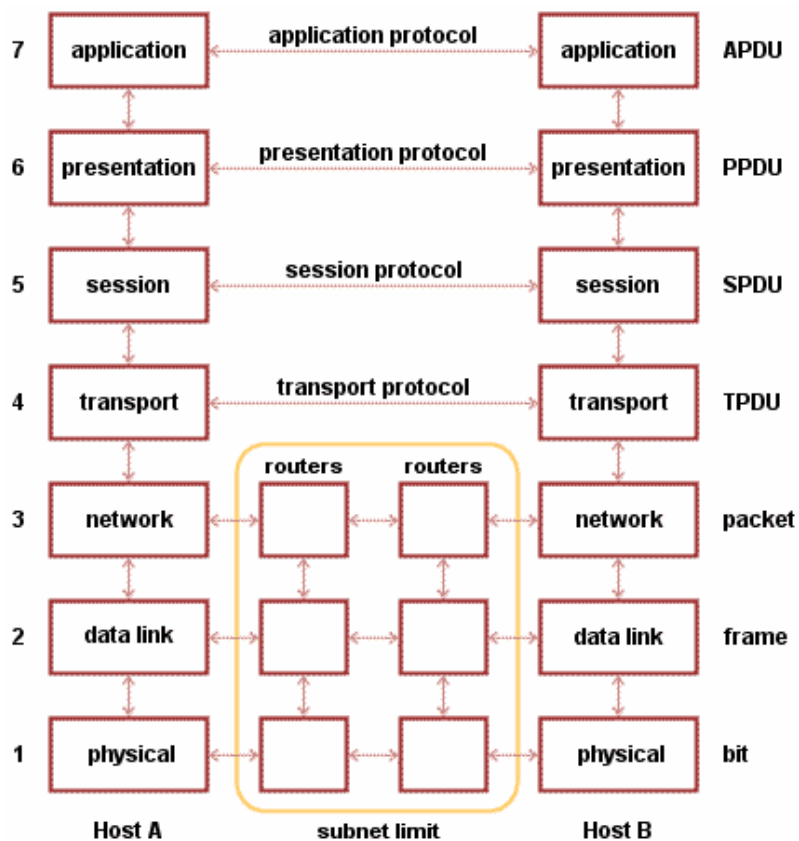 7 application application protocol application APDU
6 presentation presentation protocol presentation PPDU
5 session session protocol session SPDU
4 transport transport protocol transport TPDU
routers routers
3 network network packet
2 data link data link frame
1 physical physical bit
Host A subnet limit Host B